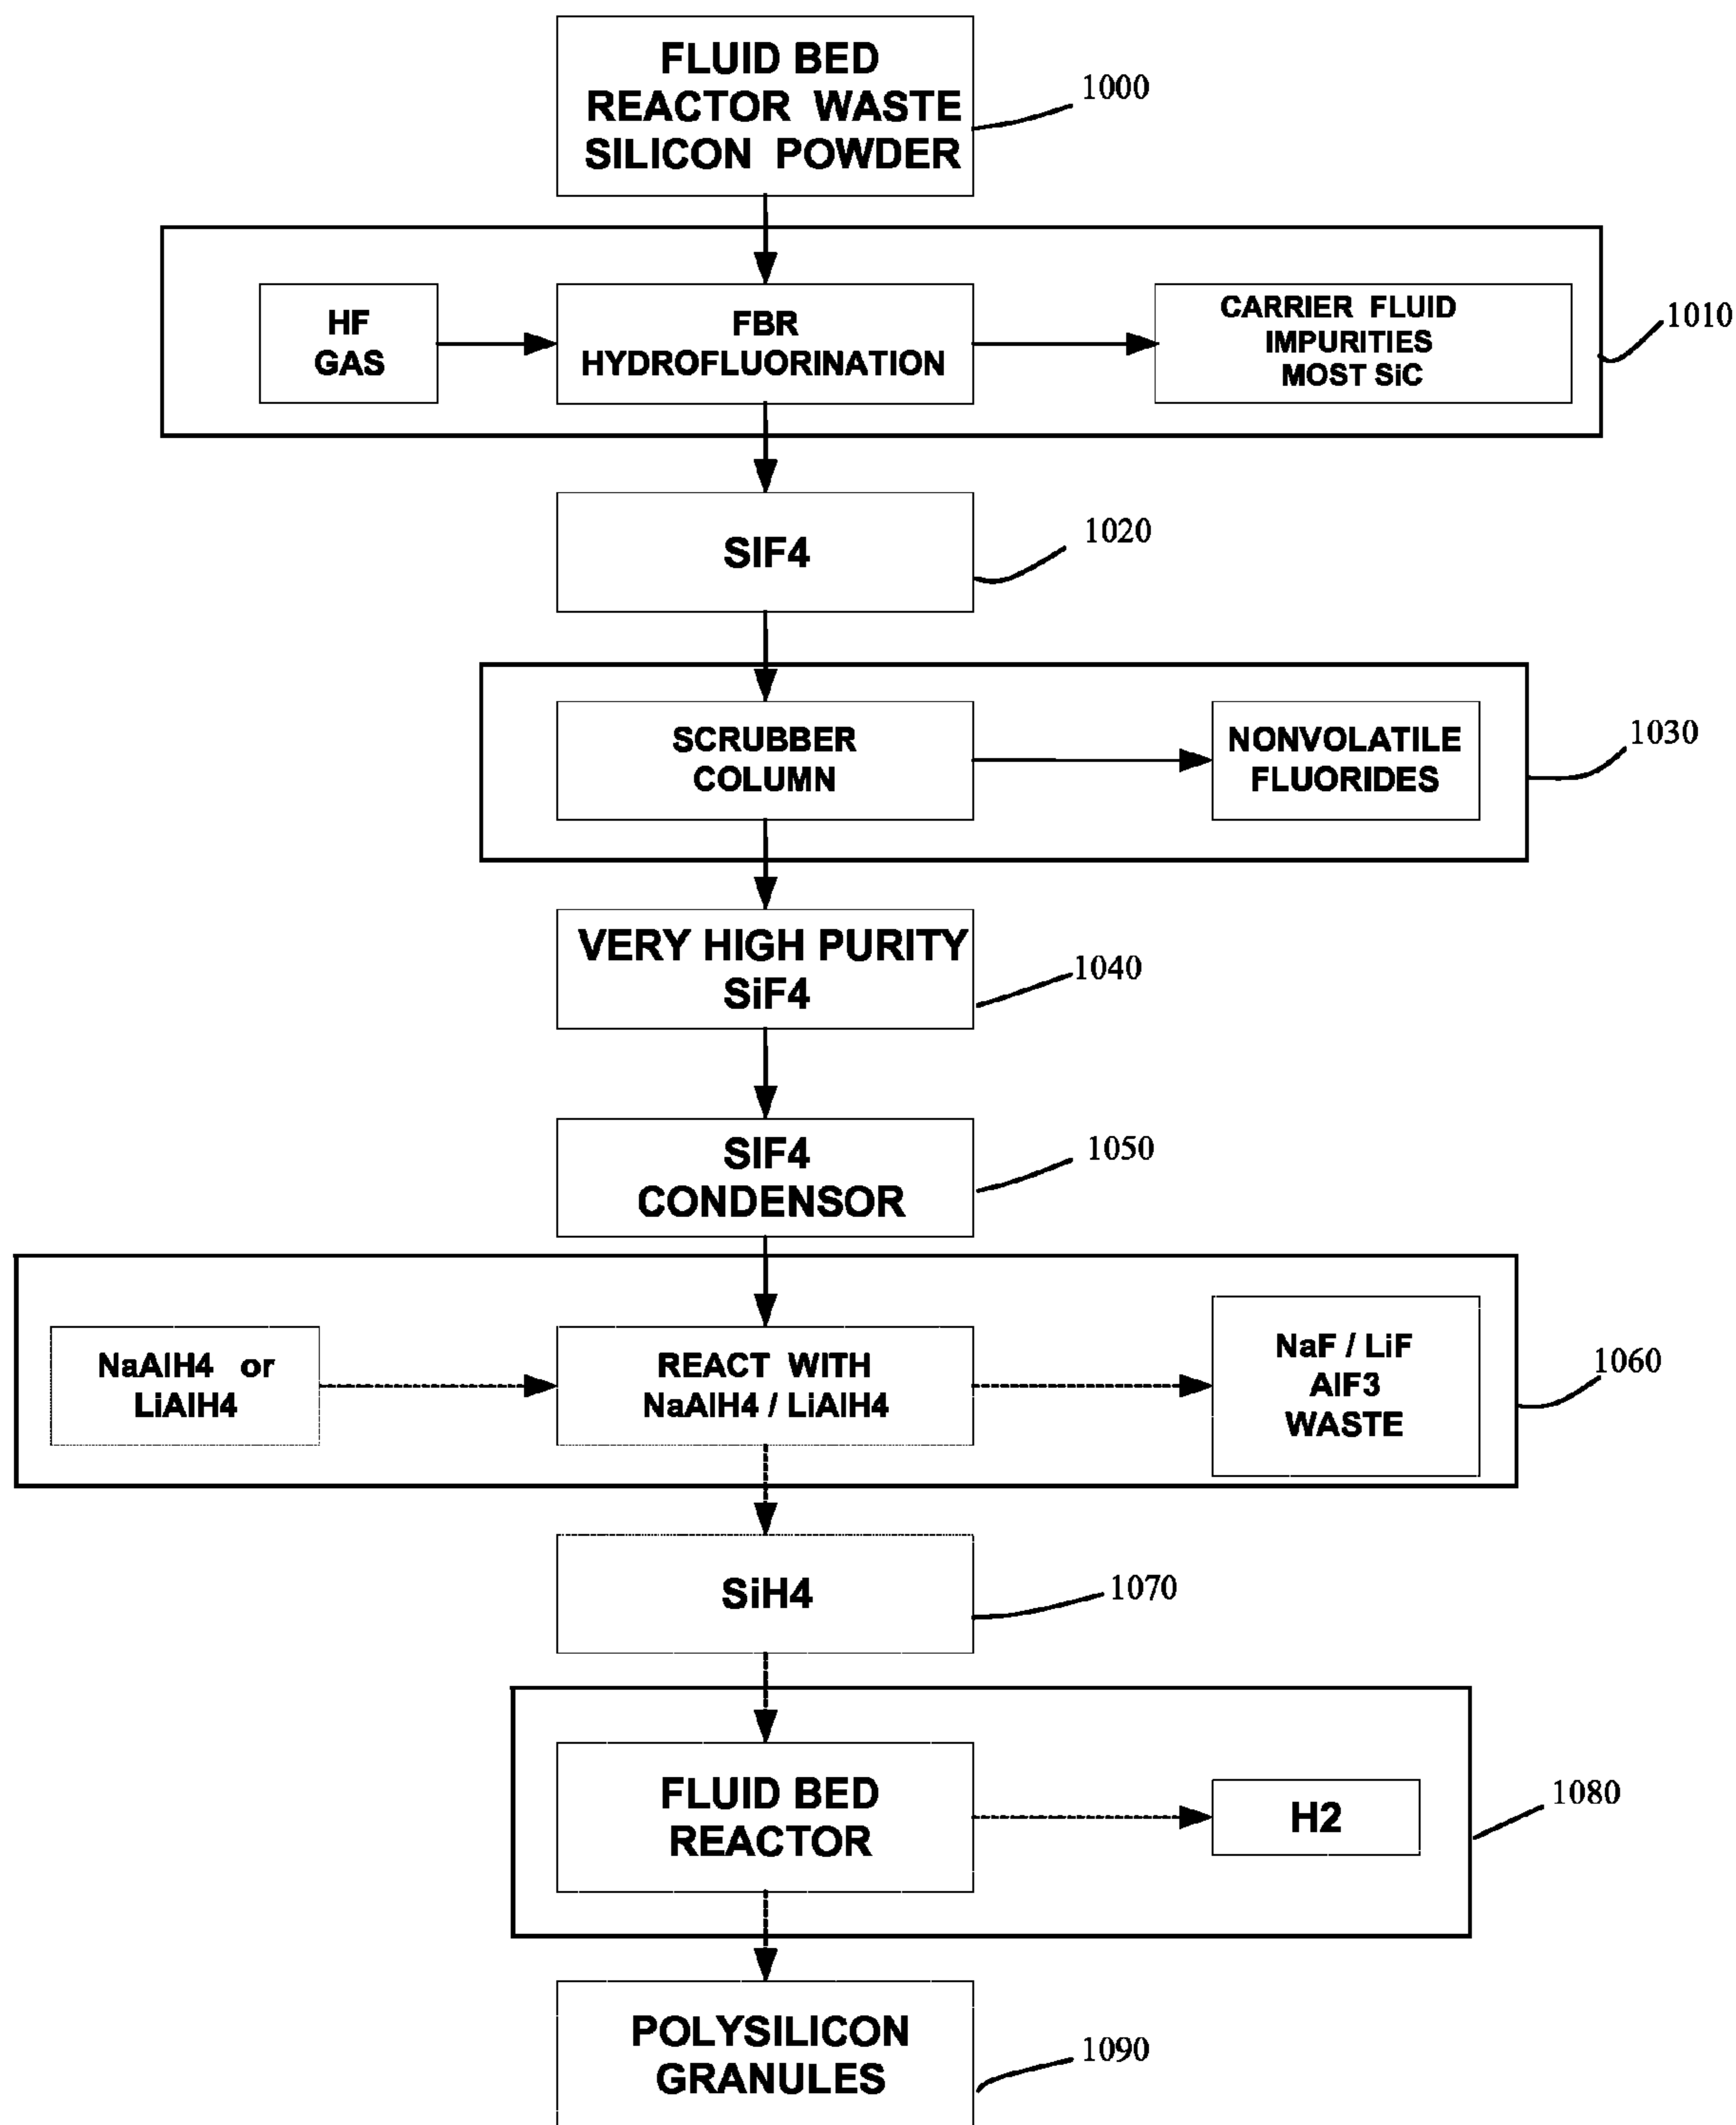 FLUID BED
REACTOR WASTE
SILICON POWDER
1000
HF
GAS
FBR
HYDROFLUORINATION
CARRIER FLUID
IMPURITIES
MOST SiC
1010
SIF4
1020
SCRUBBER
COLUMN
NONVOLATILE
FLUORIDES
1030
VERY HIGH PURITY
SiF4
1040
SIF4
CONDENSOR
1050
NaAlH4 or
LiAlH4
REACT WITH
NaAlH4 / LiAlH4
NaF / LiF
AlF3
WASTE
1060
SiH4
1070
FLUID BED
REACTOR
H2
1080
POLYSILICON
GRANULES
1090